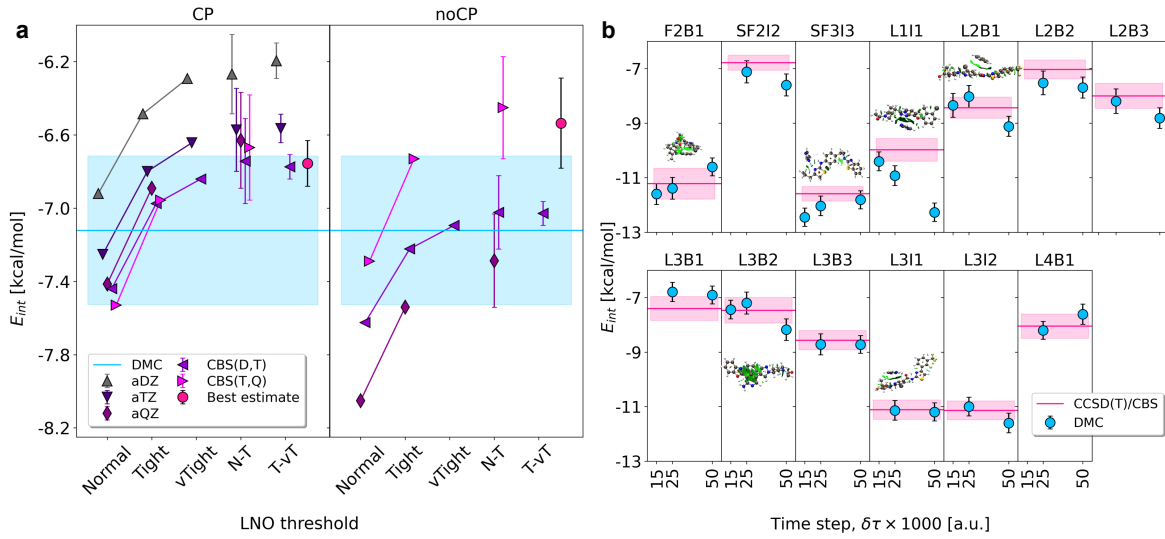 a
CP
noCP
E_int [kcal/mol]
-6.2
-6.6
-7.0
-7.4
-7.8
-8.2
DMC
aDZ
aTZ
aQZ
CBS(D,T)
CBS(T,Q)
Best estimate
Normal
Tight
vTight
N-T
T-vT
Normal
Tight
vTight
N-T
T-vT
LNO threshold
b
F2B1
SF2I2
SF3I3
L1I1
L2B1
L2B2
L2B3
-7
-9
-11
-13
E_int [kcal/mol]
L3B1
L3B2
L3B3
L3I1
L3I2
L4B1
-7
-9
-11
-13
CCSD(T)/CBS
DMC
15
25
50
15
25
50
15
25
50
15
25
50
15
25
50
15
25
50
Time step, δτ × 1000 [a.u.]